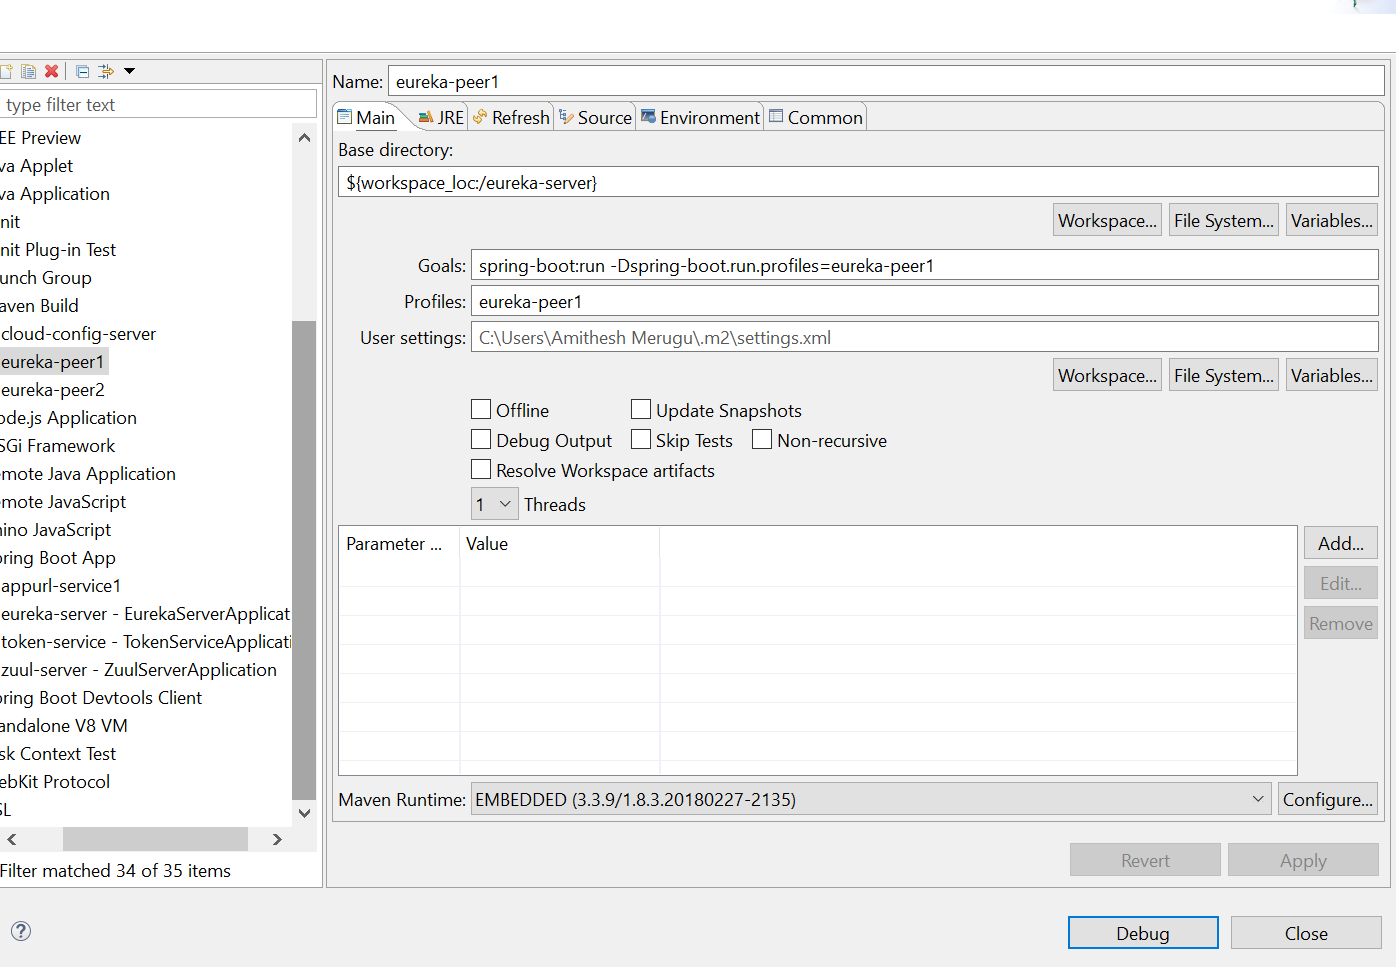 Name: eureka-peer1
type filter text
Main JRE Refresh Source Environment Common
EE Preview
va Applet
va Application
nit
nit Plug-in Test
unch Group
aven Build
cloud-config-server
eureka-peer1
eureka-peer2
ode.js Application
SGi Framework
emote Java Application
emote JavaScript
ino JavaScript
pring Boot App
appurl-service1
eureka-server - EurekaServerApplicat
token-service - TokenServiceApplicati
zuul-server - ZuulServerApplication
pring Boot Devtools Client
andalone V8 VM
sk Context Test
ebKit Protocol
SL
Filter matched 34 of 35 items
Base directory:
${workspace_loc:/eureka-server}
Workspace... File System... Variables...
Goals: spring-boot:run -Dspring-boot.run.profiles=eureka-peer1
Profiles: eureka-peer1
User settings: C:\Users\Amithesh Merugu\.m2\settings.xml
Workspace... File System... Variables...
Offline Update Snapshots
Debug Output Skip Tests Non-recursive
Resolve Workspace artifacts
1 Threads
Parameter ... Value
Add...
Edit...
Remove
Maven Runtime: EMBEDDED (3.3.9/1.8.3.20180227-2135) Configure...
Revert Apply
Debug Close